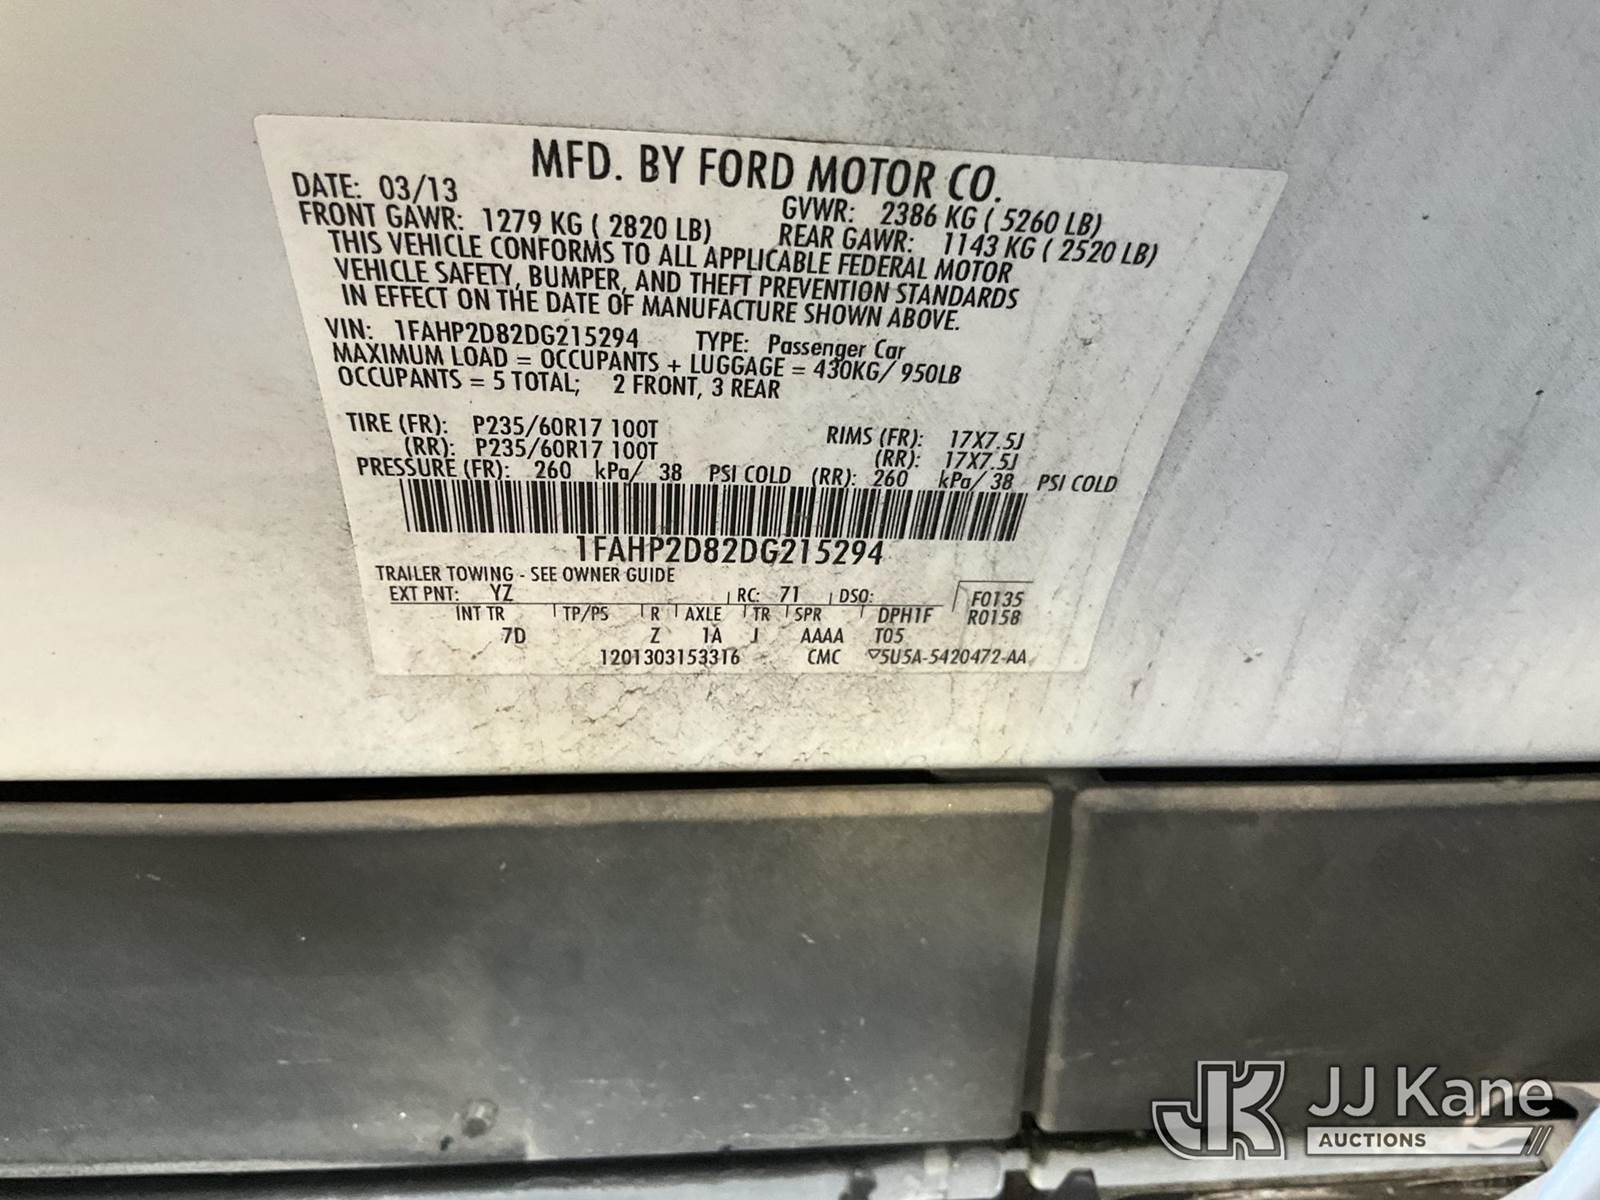 MFD. BY FORD MOTOR CO.
DATE: 03/13 GVWR: 2386 KG ( 5260 LB)
FRONT GAWR: 1279 KG ( 2820 LB) REAR GAWR: 1143 KG ( 2520 LB)
THIS VEHICLE CONFORMS TO ALL APPLICABLE FEDERAL MOTOR
VEHICLE SAFETY, BUMPER, AND THEFT PREVENTION STANDARDS
IN EFFECT ON THE DATE OF MANUFACTURE SHOWN ABOVE.
VIN: 1FAHP2D82DG215294 TYPE: Passenger Car
MAXIMUM LOAD = OCCUPANTS + LUGGAGE = 430KG/ 950LB
OCCUPANTS = 5 TOTAL; 2 FRONT, 3 REAR
TIRE (FR): P235/60R17 100T RIMS (FR): 17X7.5J
(RR): P235/60R17 100T (RR): 17X7.5J
PRESSURE (FR): 260 kPa/ 38 PSI COLD (RR): 260 kPa/ 38 PSI COLD
1FAHP2D82DG215294
TRAILER TOWING - SEE OWNER GUIDE
EXT PNT: YZ RC: 71 DSO: F0135
INT TR TP/PS R AXLE TR SPR DPH1F R0158
7D Z 1A J AAAA T05
1201303153316 CMC 5U5A-5420472-AA
JK JJ Kane
AUCTIONS